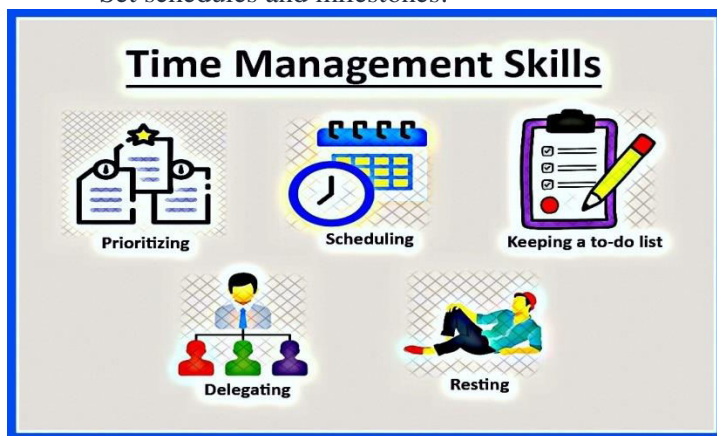 Set schedules and milestones.
Time Management Skills
Prioritizing
Scheduling
Keeping a to-do list
Delegating
Resting